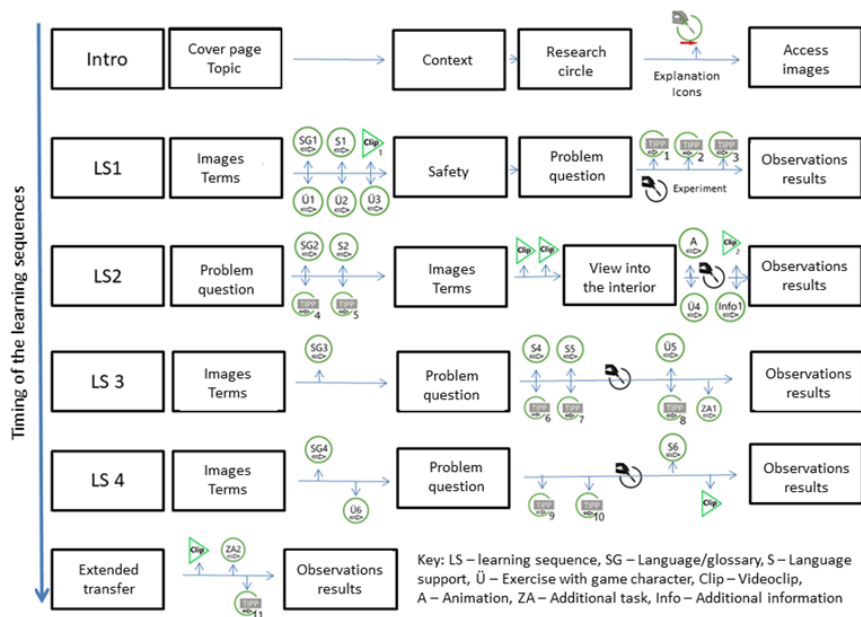 Timing of the learning sequences
Intro
Cover page
Topic
Context
Research
circle
Explanation
Icons
Access
images
LS1
Images
Terms
SG1
S1
Clip
1
Ü1
Ü2
Ü3
Safety
Problem
question
TIPP
1
TIPP
2
TIPP
3
Experiment
Observations
results
LS2
Problem
question
SG2
S2
TIPP
4
TIPP
5
Images
Terms
Clip
Clip
View into
the interior
A
Clip
2
Ü4
Info1
Observations
results
LS 3
Images
Terms
SG3
Problem
question
S4
S5
Ü5
TIPP
6
TIPP
7
TIPP
8
ZA1
Observations
results
LS 4
Images
Terms
SG4
Ü6
Problem
question
S6
TIPP
9
TIPP
10
Clip
Observations
results
Extended
transfer
Clip
ZA2
TIPP
11
Observations
results
Key: LS – learning sequence, SG – Language/glossary, S – Language
support, Ü – Exercise with game character, Clip – Videoclip,
A – Animation, ZA – Additional task, Info – Additional information